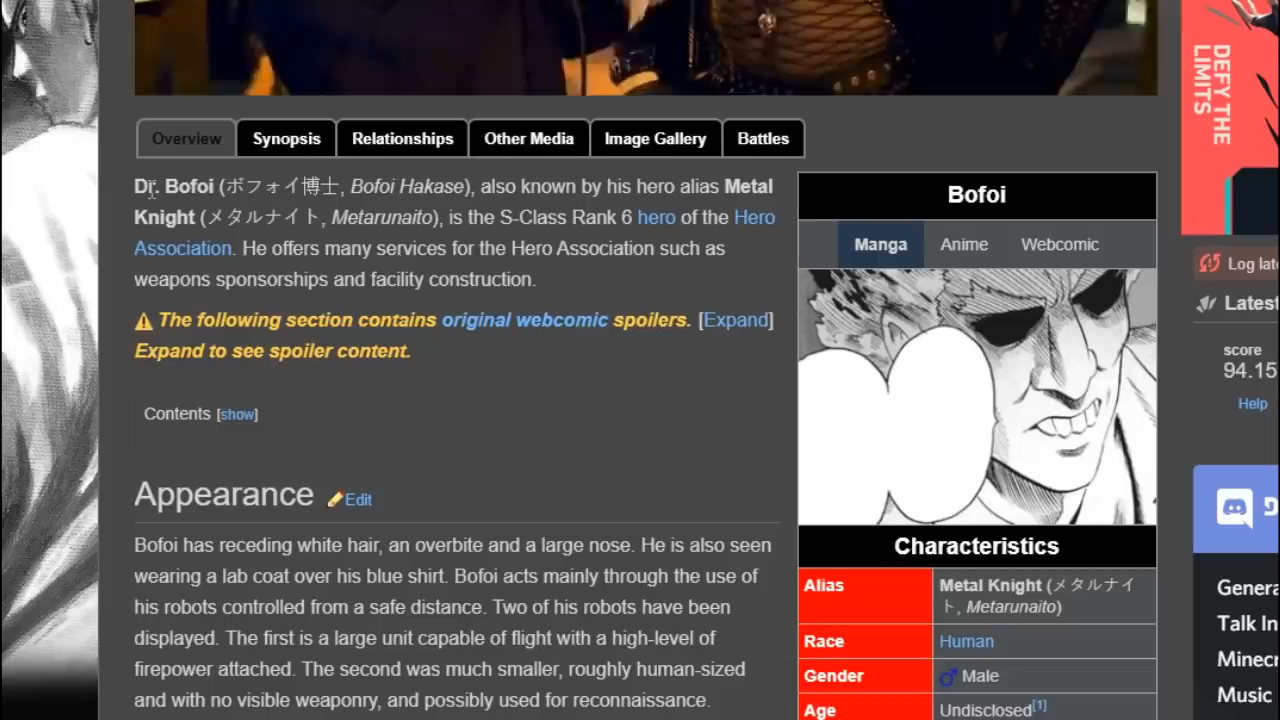 DEFY THE
LIMITS
Overview
Synopsis
Relationships
Other Media
Image Gallery
Battles
Dr. Bofoi (ボフォイ博士, Bofoi Hakase), also known by his hero alias Metal
Knight (メタルナイト, Metarunaito), is the S-Class Rank 6 hero of the Hero
Association. He offers many services for the Hero Association such as
weapons sponsorships and facility construction.
The following section contains original webcomic spoilers. [Expand]
Expand to see spoiler content.
Contents [show]
Appearance Edit
Bofoi has receding white hair, an overbite and a large nose. He is also seen
wearing a lab coat over his blue shirt. Bofoi acts mainly through the use of
his robots controlled from a safe distance. Two of his robots have been
displayed. The first is a large unit capable of flight with a high-level of
firepower attached. The second was much smaller, roughly human-sized
and with no visible weaponry, and possibly used for reconnaissance.
Bofoi
Manga
Anime
Webcomic
Characteristics
Alias
Metal Knight (メタルナイ
ト, Metarunaito)
Race
Human
Gender
Male
Age
Undisclosed[1]
Log late
Latest
score
94.15
Help
D
Genera
Talk In
Minecr
Music